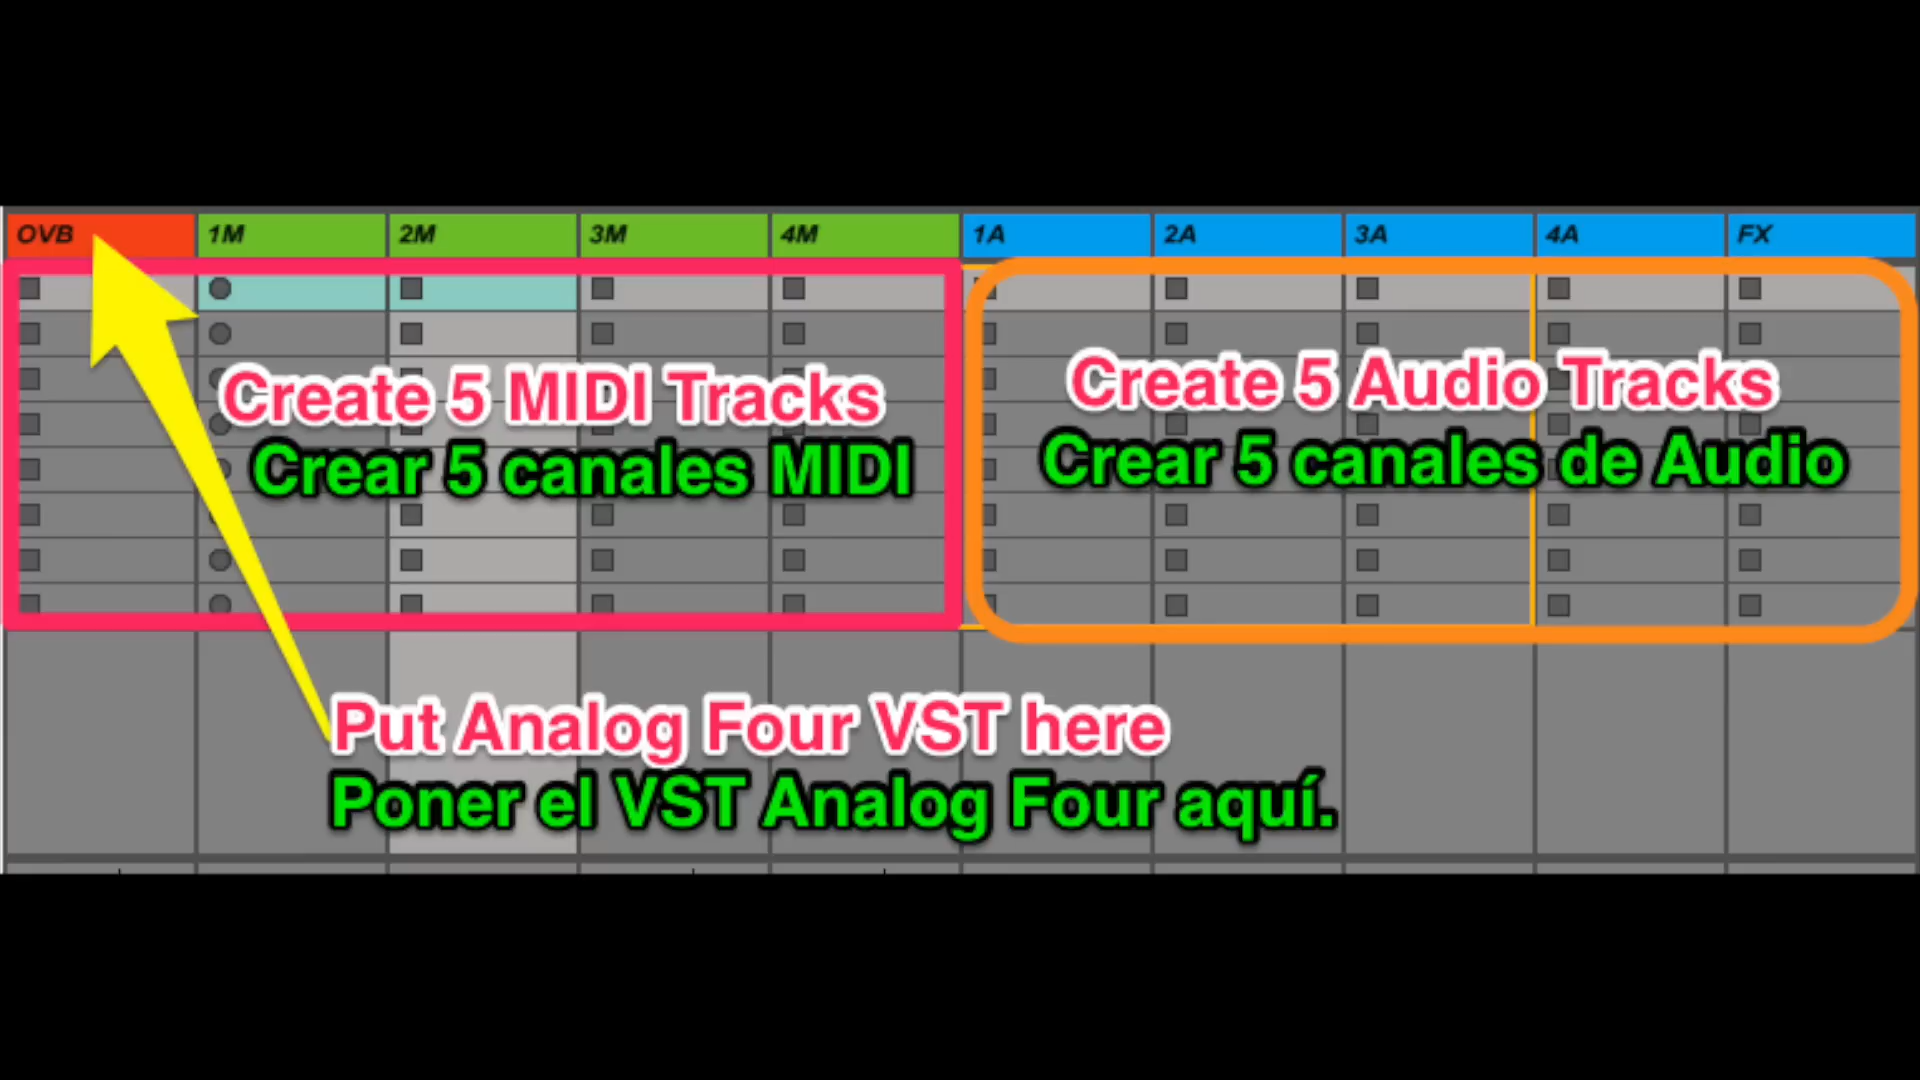 OVB 1M 2M 3M 4M 1A 2A 3A 4A FX
Create 5 MIDI Tracks
Crear 5 canales MIDI
Create 5 Audio Tracks
Crear 5 canales de Audio
Put Analog Four VST here
Poner el VST Analog Four aquí.